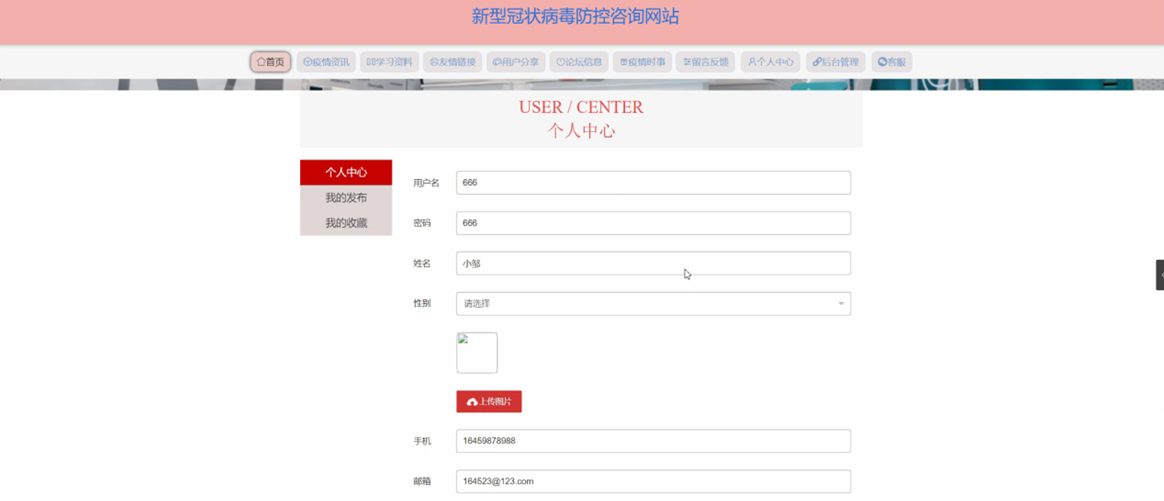 新型冠状病毒防控咨询网站
首页 疫情资讯 学习资料 友情链接 用户分享 论坛信息 疫情时事 留言反馈 个人中心 后台管理 客服
USER / CENTER
个人中心
个人中心
我的发布
我的收藏
用户名 666
密码 666
姓名 小邹
性别 请选择
上传图片
手机 16459878988
邮箱 164523@123.com